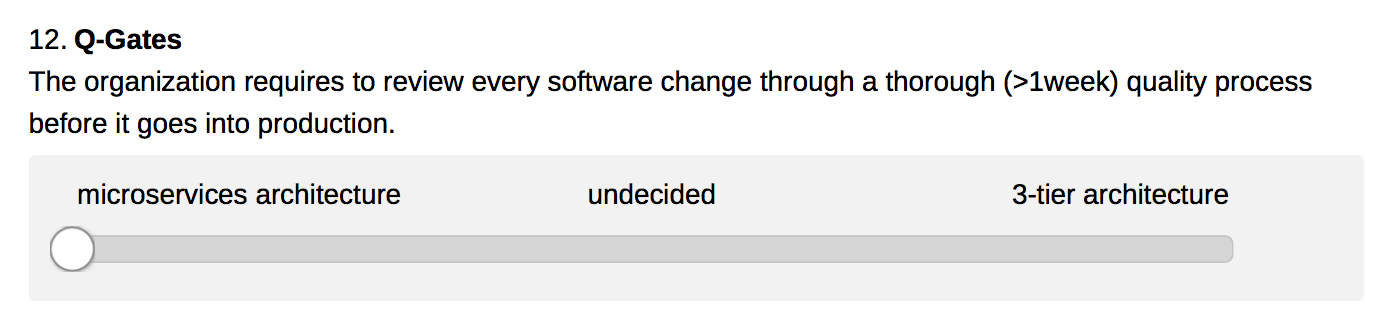 12. Q-Gates
The organization requires to review every software change through a thorough (>1week) quality process
before it goes into production.
microservices architecture undecided 3-tier architecture